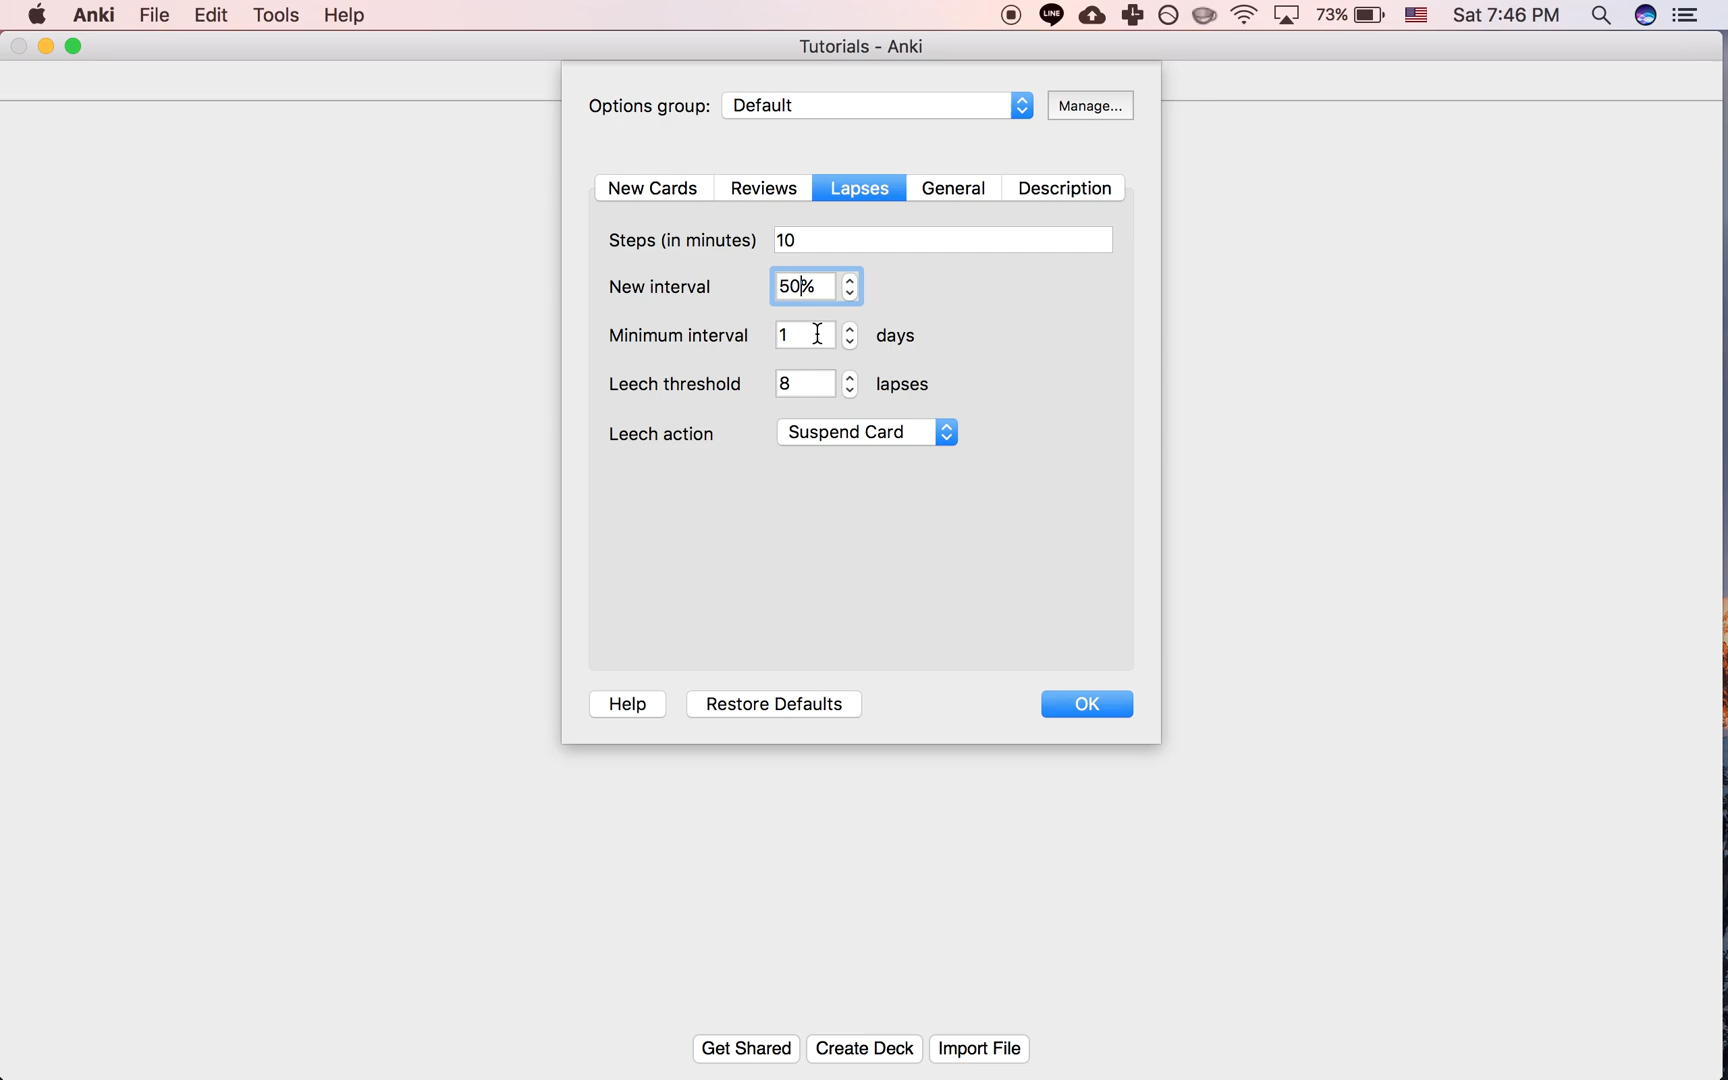 Anki File Edit Tools Help LINE 73% Sat 7:46 PM
Tutorials - Anki
Options group: Default Manage...
New Cards Reviews Lapses General Description
Steps (in minutes) 10
New interval 50%
Minimum interval 1 days
Leech threshold 8 lapses
Leech action Suspend Card
Help Restore Defaults OK
Get Shared Create Deck Import File